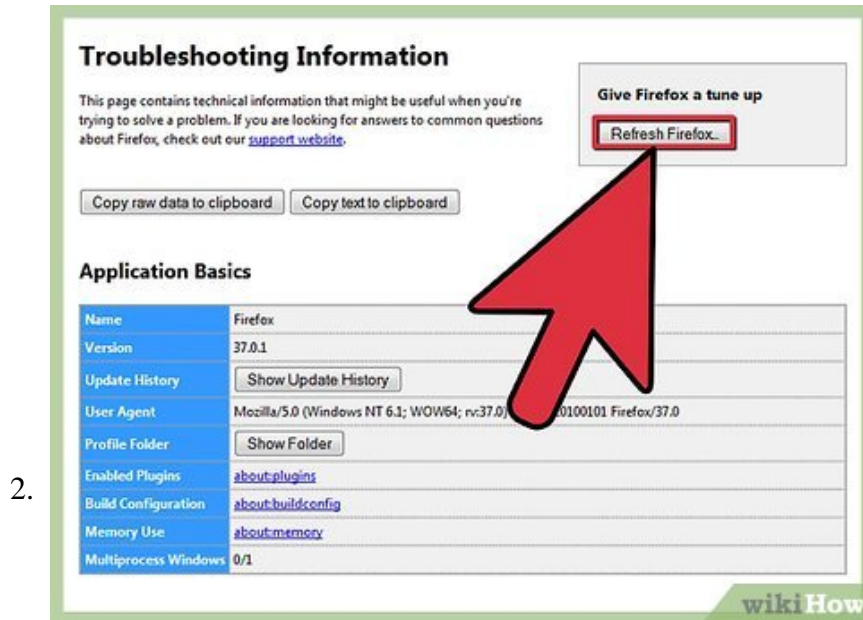 Troubleshooting Information
This page contains technical information that might be useful when you're
trying to solve a problem. If you are looking for answers to common questions
about Firefox, check out our support website.
Give Firefox a tune up
Refresh Firefox...
Copy raw data to clipboard Copy text to clipboard
Application Basics
Name Firefox
Version 37.0.1
Update History Show Update History
User Agent Mozilla/5.0 (Windows NT 6.1; WOW64; rv:37.0) 0100101 Firefox/37.0
Profile Folder Show Folder
2.
Enabled Plugins about:plugins
Build Configuration about:buildconfig
Memory Use about:memory
Multiprocess Windows 0/1
wikiHow